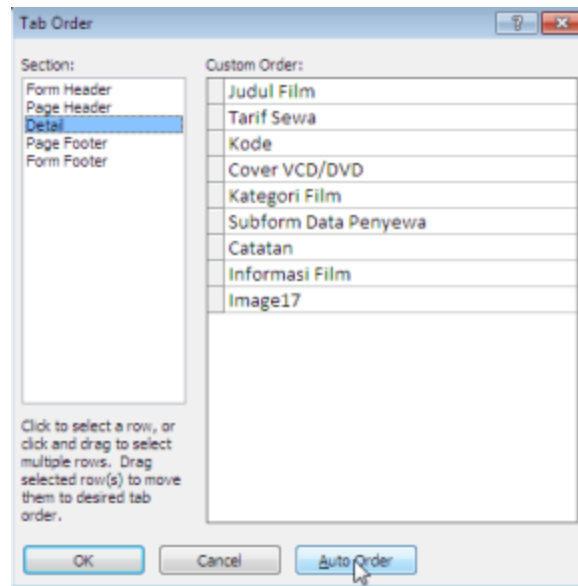 Tab Order
Section:
Form Header
Page Header
Detail
Page Footer
Form Footer
Click to select a row, or
click and drag to select
multiple rows. Drag
selected row(s) to move
them to desired tab
order.
Custom Order:
Judul Film
Tarif Sewa
Kode
Cover VCD/DVD
Kategori Film
Subform Data Penyewa
Catatan
Informasi Film
Image17
OK
Cancel
Auto Order